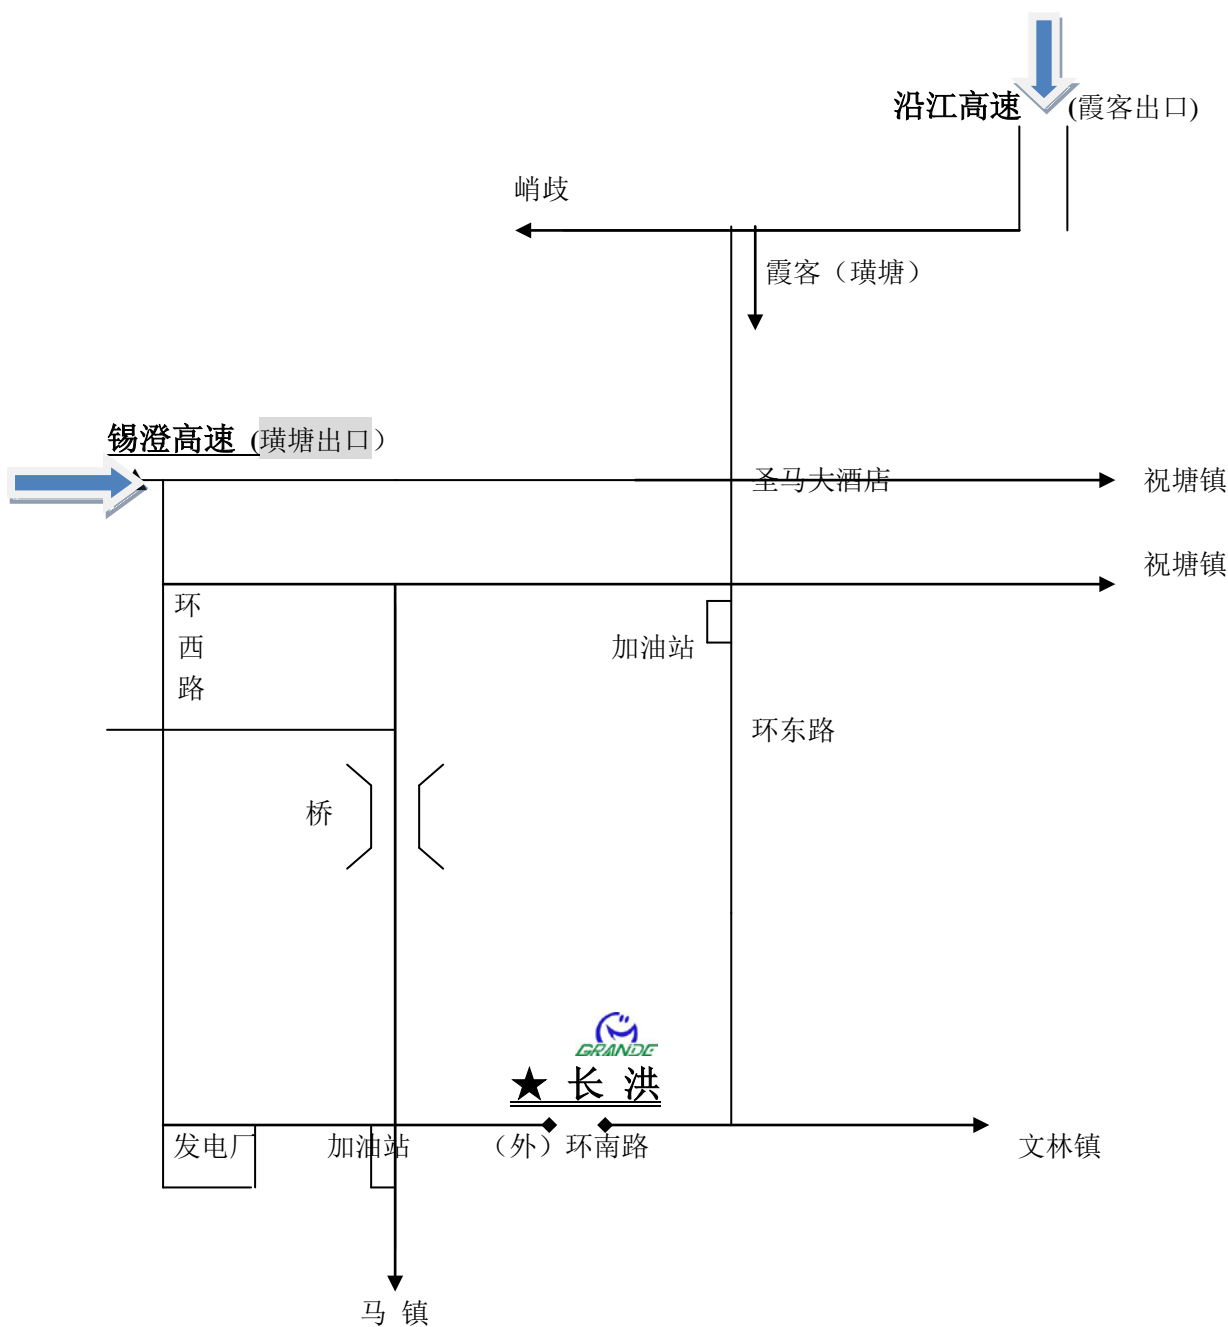 沿江高速 (霞客出口)
峭歧
霞客（璜塘）
锡澄高速 (璜塘出口）
圣马大酒店
祝塘镇
祝塘镇
环
西
路
加油站
环东路
桥
GRANDE
★ 长 洪
发电厂
加油站
（外）环南路
文林镇
马 镇